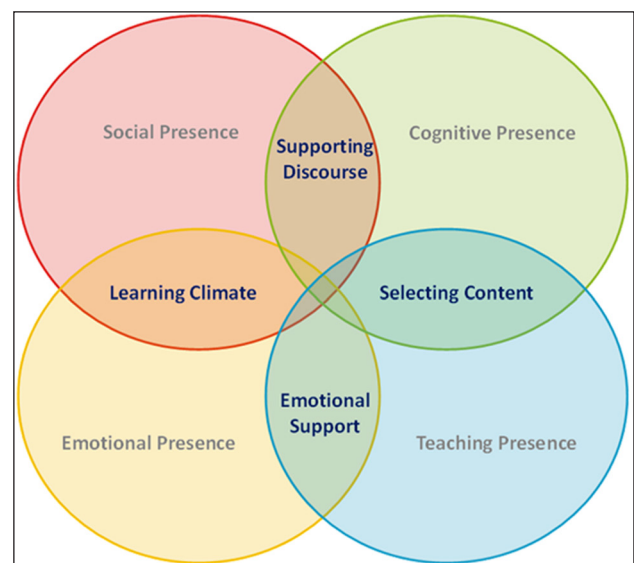 Social Presence
Supporting
Discourse
Cognitive Presence
Learning Climate
Selecting Content
Emotional Presence
Emotional
Support
Teaching Presence